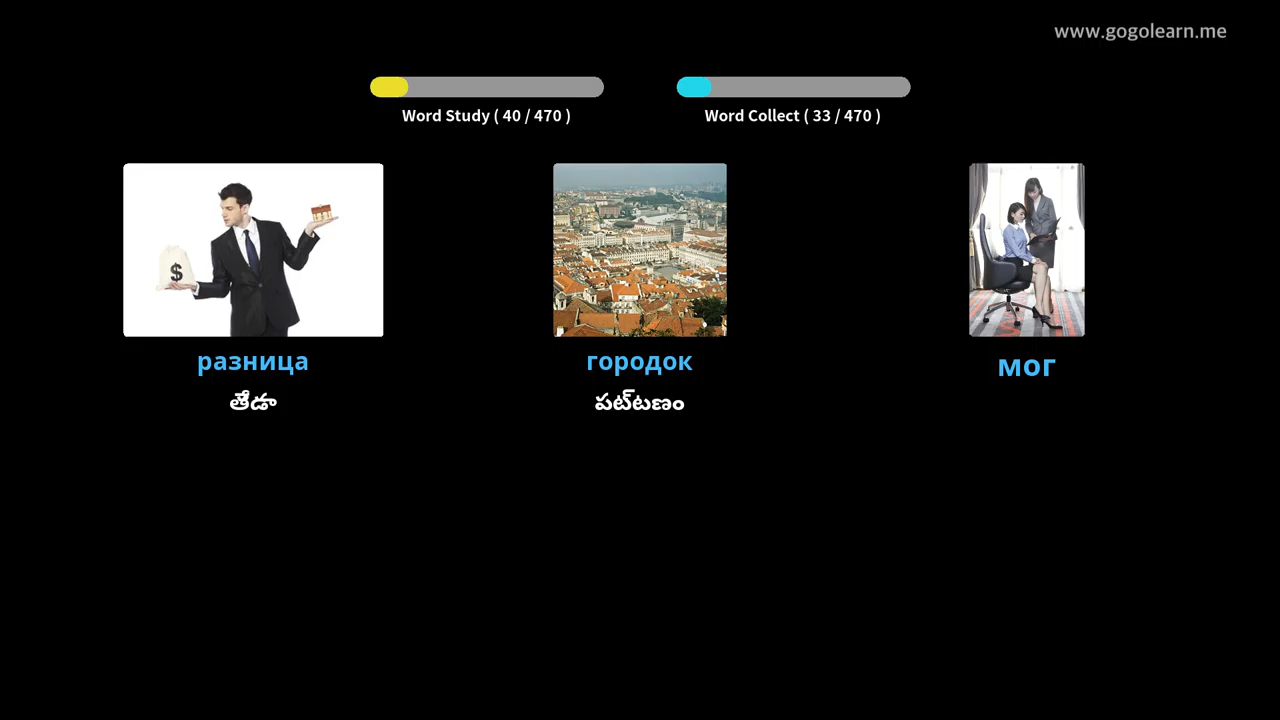 www.gogolearn.me
Word Study ( 40 / 470 )
Word Collect ( 33 / 470 )
$
разница
городок
мог
తేడా
పట్టణం